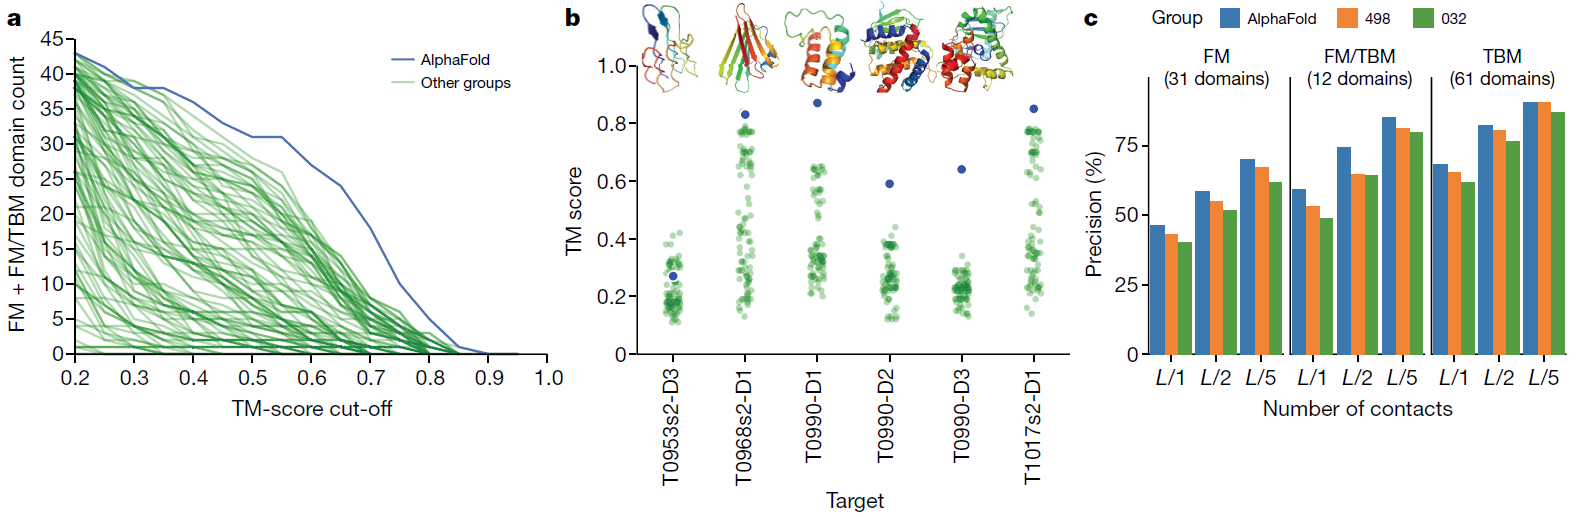 a
FM + FM/TBM domain count
45
40
35
30
25
20
15
10
5
0
0.2 0.3 0.4 0.5 0.6 0.7 0.8 0.9 1.0
TM-score cut-off
AlphaFold
Other groups
b
TM score
1.0
0.8
0.6
0.4
0.2
0
T0953s2-D3
T0968s2-D1
T0990-D1
T0990-D2
T0990-D3
T1017s2-D1
Target
c
Group AlphaFold 498 032
FM
(31 domains)
FM/TBM
(12 domains)
TBM
(61 domains)
Precision (%)
75
50
25
0
L/1 L/2 L/5 L/1 L/2 L/5 L/1 L/2 L/5
Number of contacts